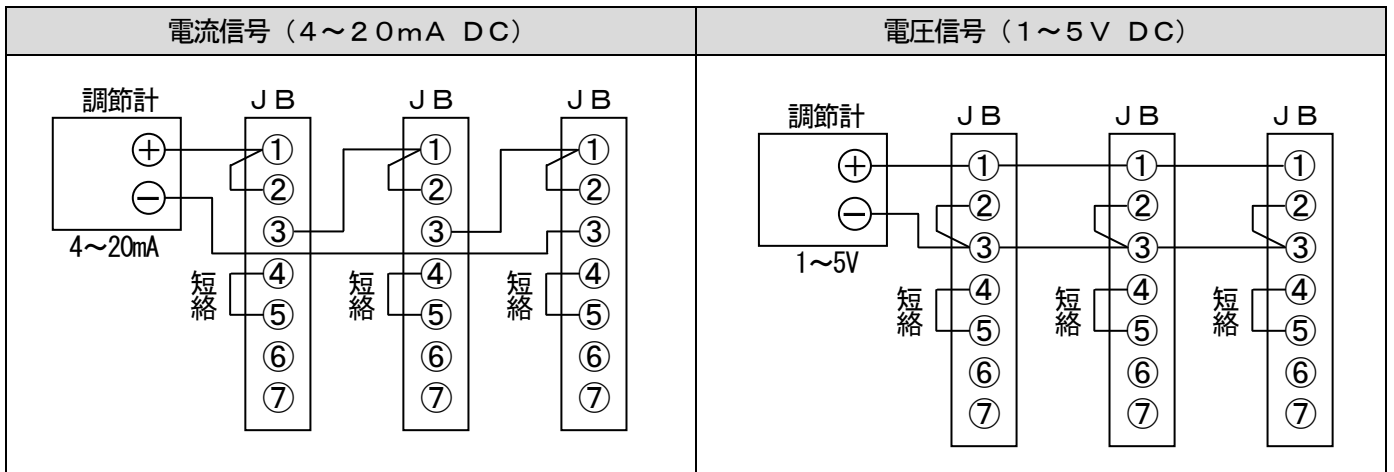 電流信号（４～２０ｍＡ ＤＣ）
調節計
ＪＢ
ＪＢ
ＪＢ
＋
－
4～20mA
①
②
③
④
⑤
⑥
⑦
短絡
①
②
③
④
⑤
⑥
⑦
短絡
①
②
③
④
⑤
⑥
⑦
短絡
電圧信号（１～５Ｖ ＤＣ）
調節計
ＪＢ
ＪＢ
ＪＢ
＋
－
1～5V
①
②
③
④
⑤
⑥
⑦
短絡
①
②
③
④
⑤
⑥
⑦
短絡
①
②
③
④
⑤
⑥
⑦
短絡